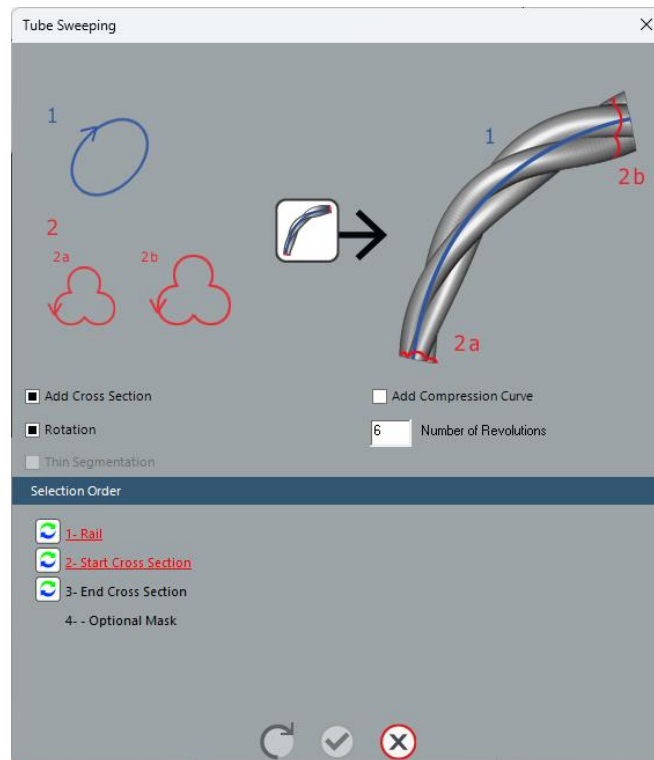 Tube Sweeping
1
2
2a
2b
1
2b
2a
Add Cross Section
Add Compression Curve
Rotation
6 Number of Revolutions
Thin Segmentation
Selection Order
1- Rail
2- Start Cross Section
3- End Cross Section
4- - Optional Mask